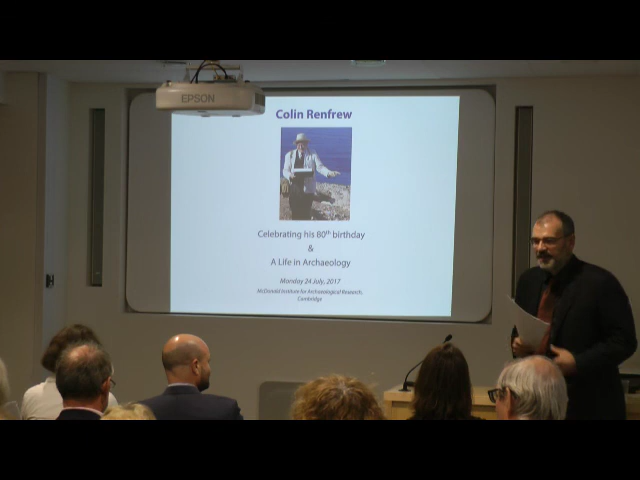 EPSON
Colin Renfrew
Celebrating his 80th birthday
&
A Life in Archaeology
Monday 24 July, 2017
McDonald Institute for Archaeological Research,
Cambridge